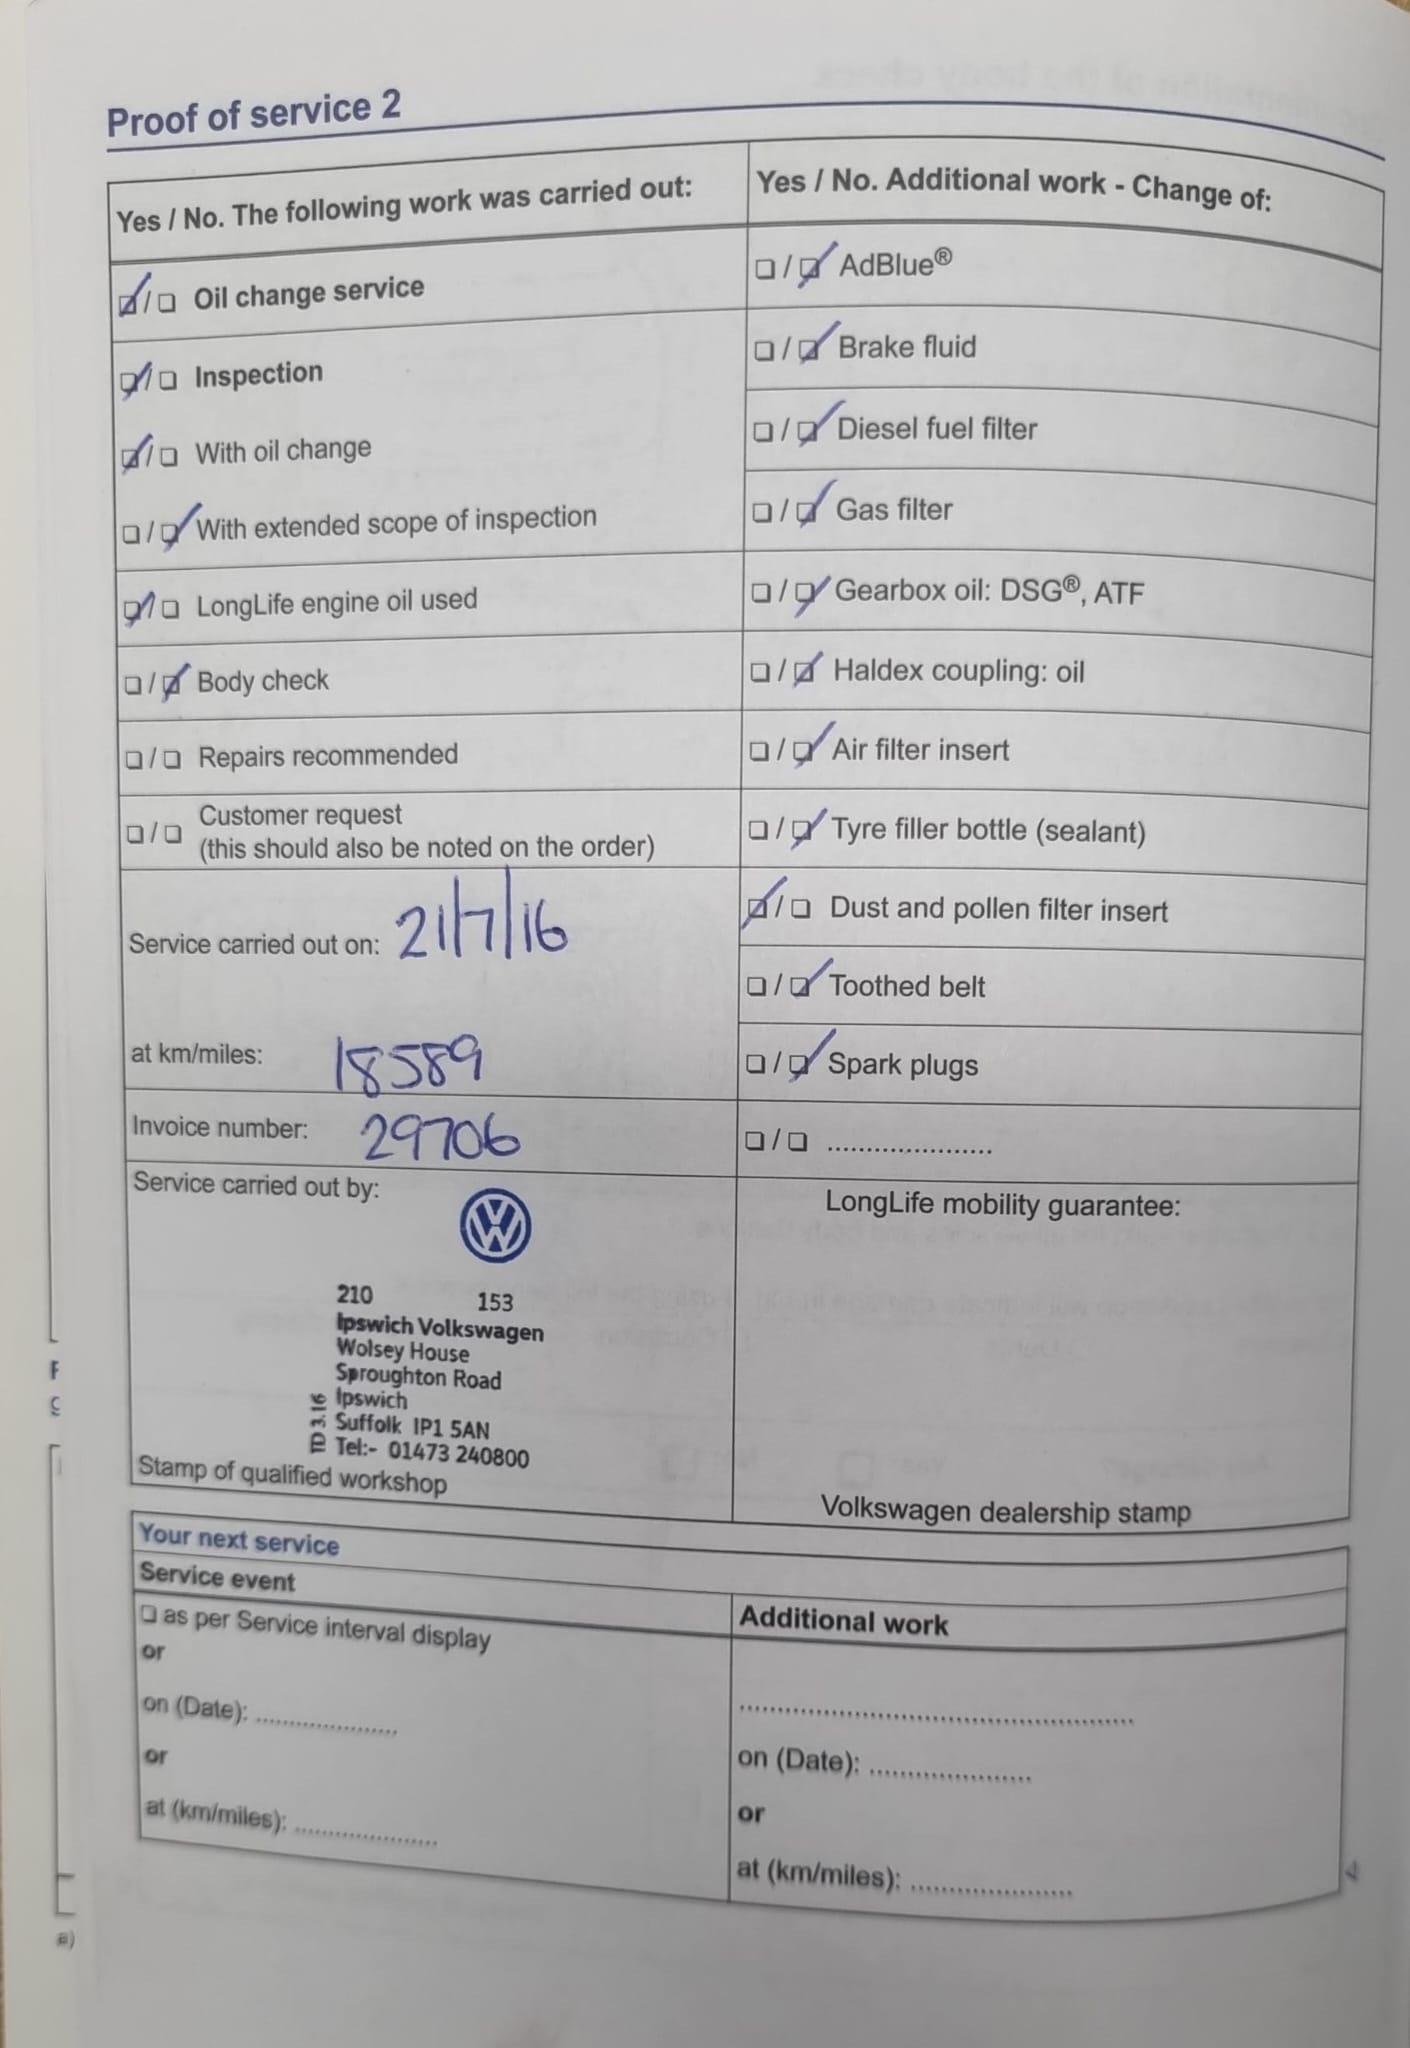 Proof of service 2
Yes / No. The following work was carried out:
☑/☐ Oil change service
☑/☐ Inspection
☑/☐ With oil change
☐/☑ With extended scope of inspection
☑/☐ LongLife engine oil used
☐/☑ Body check
☐/☐ Repairs recommended
☐/☐ Customer request
(this should also be noted on the order)
Service carried out on: 21/7/16
at km/miles: 18589
Invoice number: 29706
Service carried out by:
210 153
Ipswich Volkswagen
Wolsey House
Sproughton Road
Ipswich
Suffolk IP1 5AN
Tel:- 01473 240800
ID 3.16
Stamp of qualified workshop
Yes / No. Additional work - Change of:
☐/☑ AdBlue®
☐/☑ Brake fluid
☐/☑ Diesel fuel filter
☐/☑ Gas filter
☐/☑ Gearbox oil: DSG®, ATF
☐/☑ Haldex coupling: oil
☐/☑ Air filter insert
☐/☑ Tyre filler bottle (sealant)
☑/☐ Dust and pollen filter insert
☐/☑ Toothed belt
☐/☑ Spark plugs
☐/☐ .....................
LongLife mobility guarantee:
Volkswagen dealership stamp
Your next service
Service event
☐ as per Service interval display
or
on (Date): ....................
or
at (km/miles): ....................
Additional work
..................................................
on (Date): .....................
or
at (km/miles): .....................
4
a)